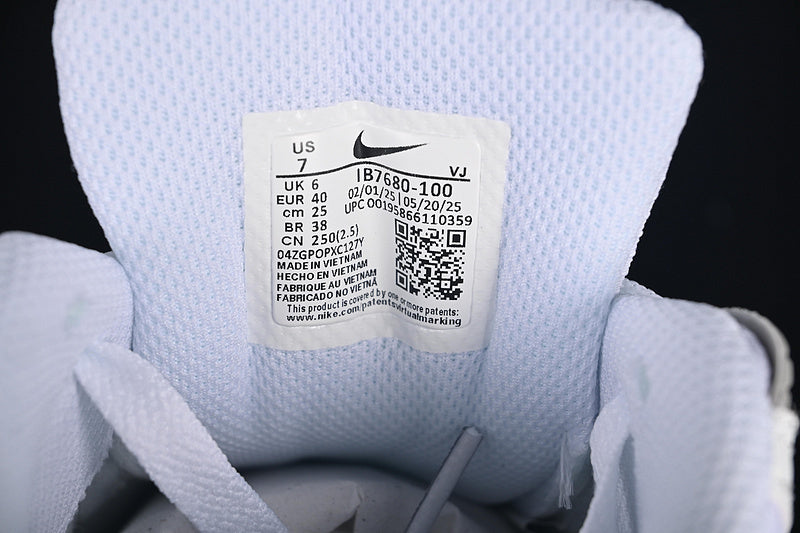 US
7
VJ
UK 6
EUR 40
cm 25
BR 38
CN 250(2.5)
IB7680-100
02/01/25 | 05/20/25
UPC 00195866110359
04ZGPOPXC127Y
MADE IN VIETNAM
HECHO EN VIETNAM
FABRIQUE AU VIETNAM
FABRICADO NO VIETNÃ
This product is covered by one or more patents:
www.nike.com/patentsvirtualmarking